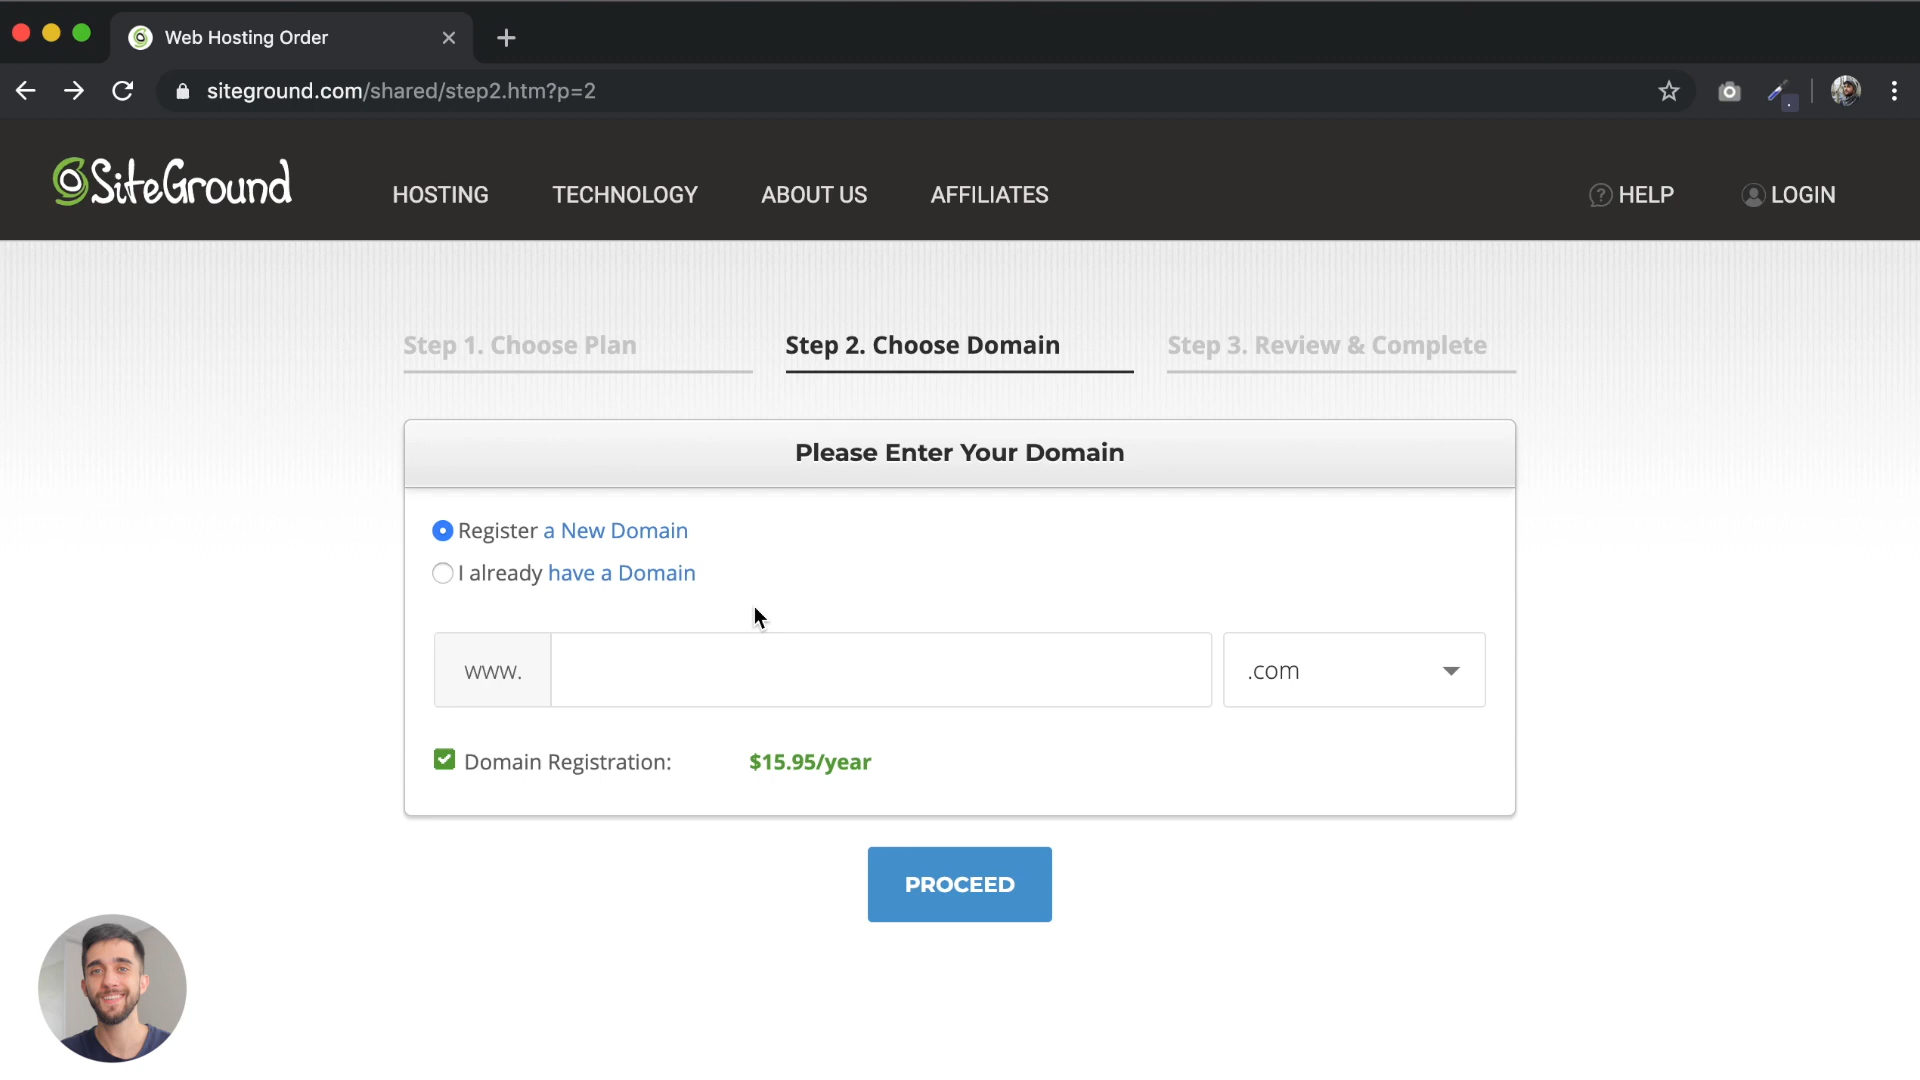 Web Hosting Order
siteground.com/shared/step2.htm?p=2
SiteGround
HOSTING TECHNOLOGY ABOUT US AFFILIATES ? HELP LOGIN
Step 1. Choose Plan Step 2. Choose Domain Step 3. Review & Complete
Please Enter Your Domain
Register a New Domain
I already have a Domain
www. .com
Domain Registration: $15.95/year
PROCEED